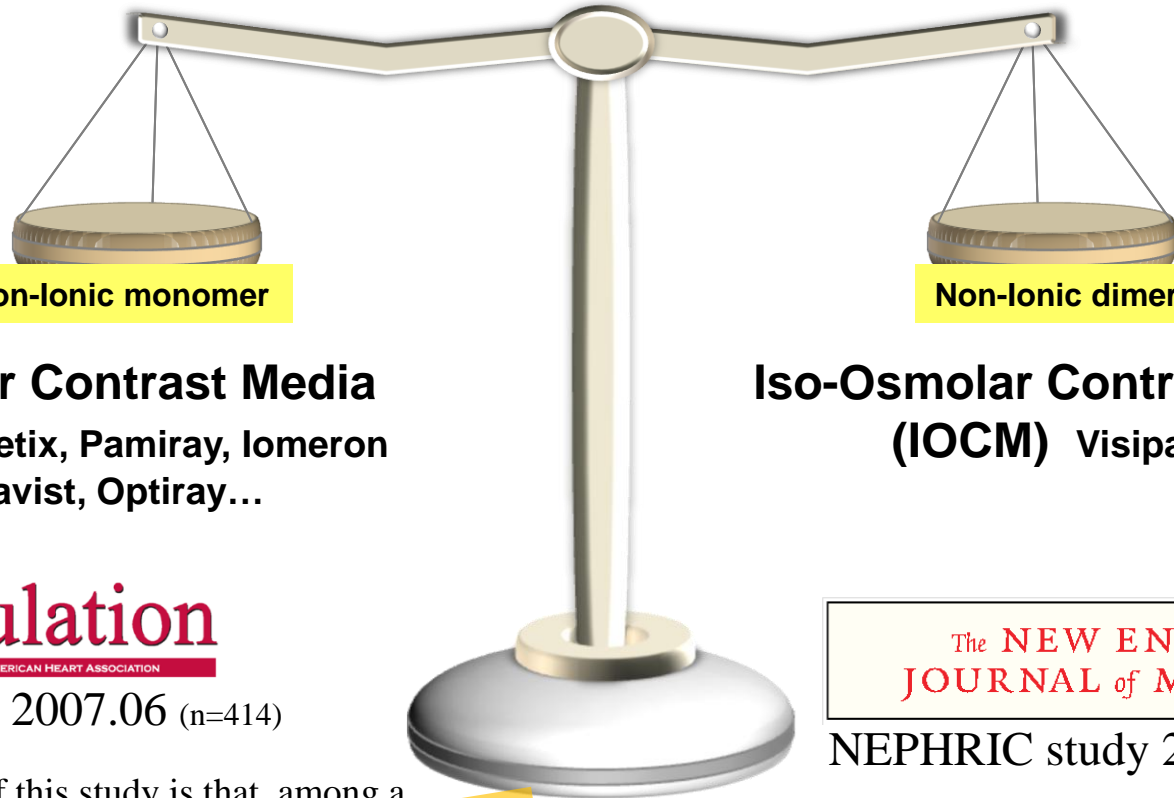 on-Ionic monomer
r Contrast Media
etix, Pamiray, Iomeron
avist, Optiray…
ulation
ERICAN HEART ASSOCIATION
2007.06 (n=414)
f this study is that, among a
Non-Ionic dimer
Iso-Osmolar Contr
(IOCM) Visipa
The NEW EN
JOURNAL of M
NEPHRIC study 2